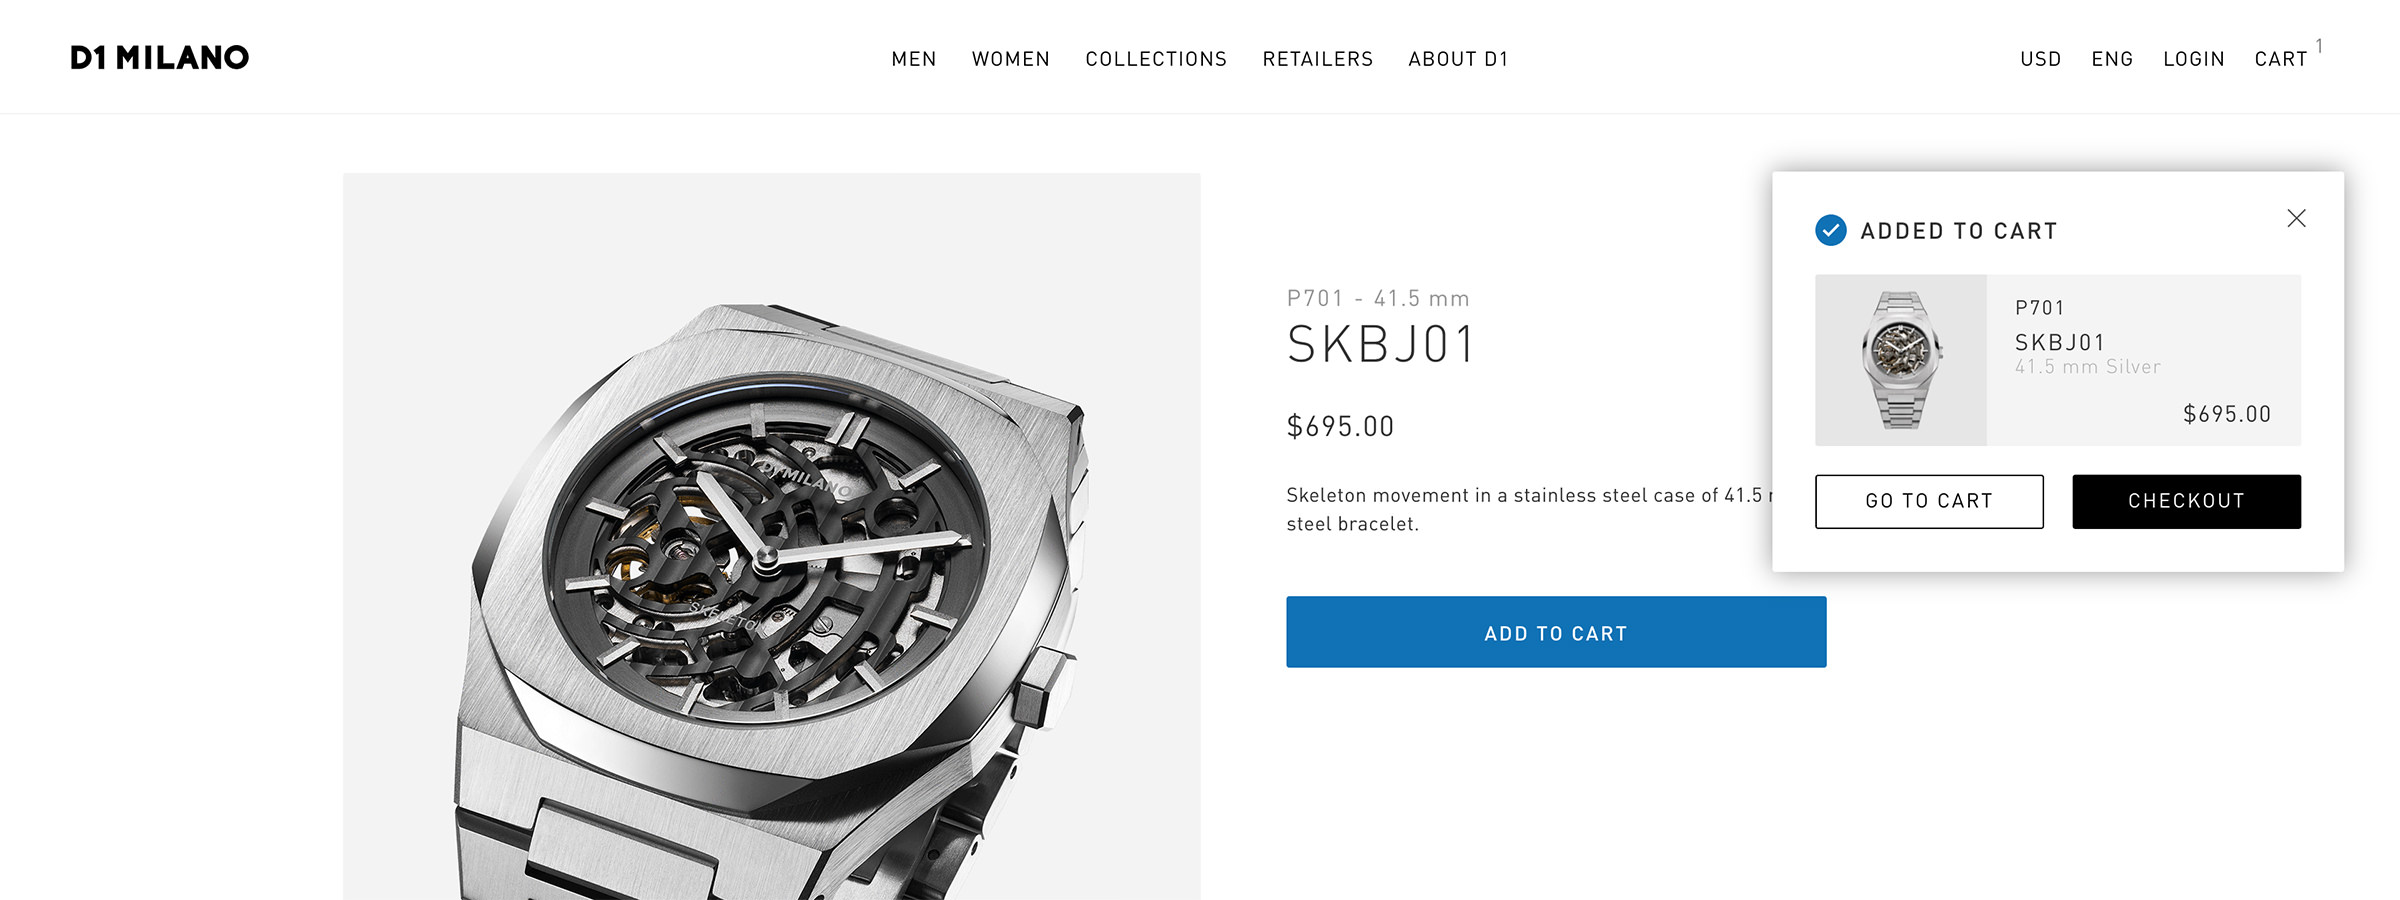 D1 MILANO
MEN WOMEN COLLECTIONS RETAILERS ABOUT D1
USD ENG LOGIN CART 1
D1 MILANO
SKELETON
P701 - 41.5 mm
SKBJ01
$695.00
Skeleton movement in a stainless steel case of 41.5
steel bracelet.
ADD TO CART
ADDED TO CART
P701
SKBJ01
41.5 mm Silver
$695.00
GO TO CART
CHECKOUT